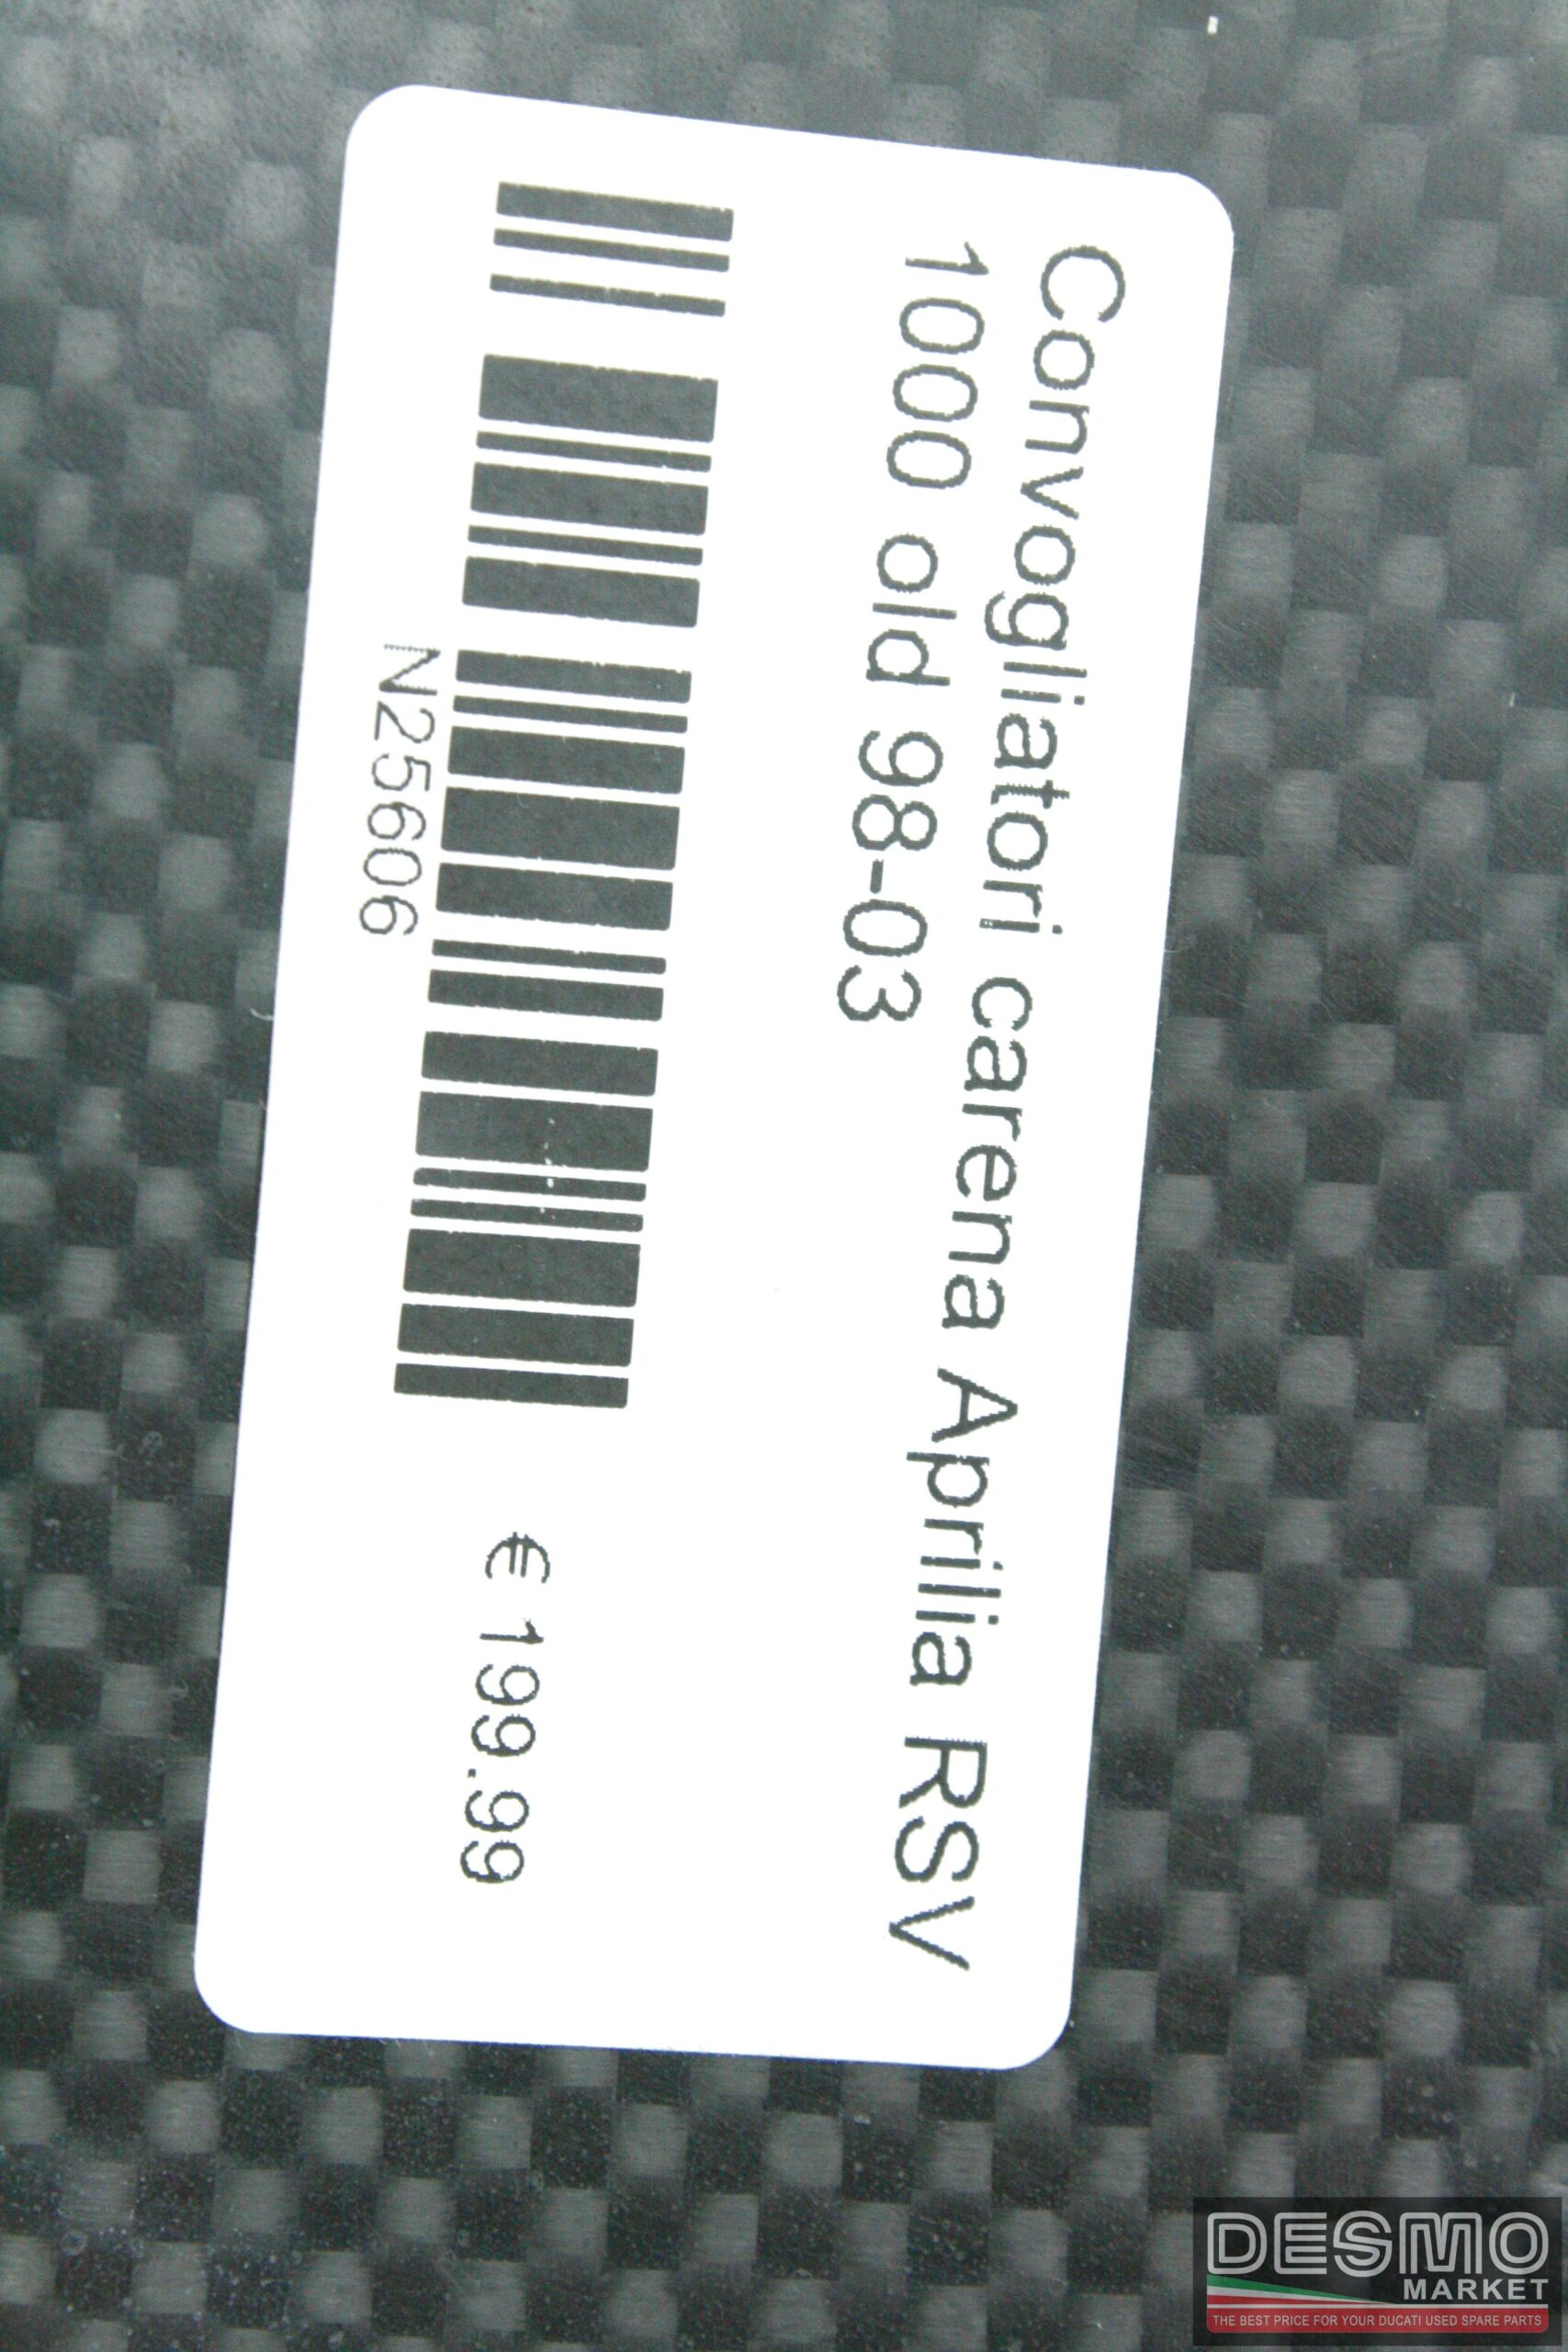 Convogliatori carena Aprilia RSV
1000 old 98-03
N25606
€ 199.99
DESMO
MARKET
THE BEST PRICE FOR YOUR DUCATI USED SPARE PARTS